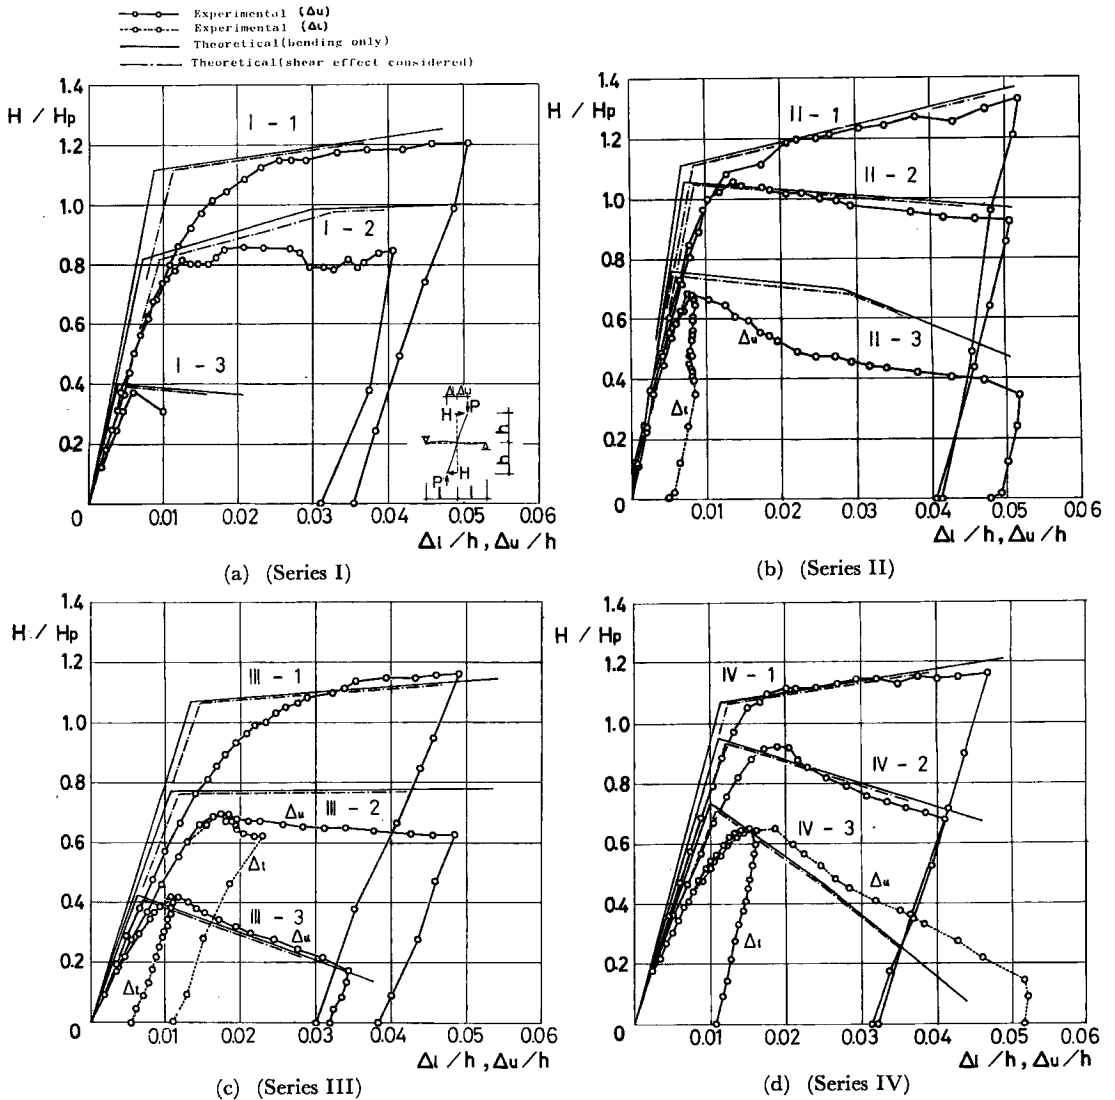 Experimental (Δu)
Experimental (Δl)
Theoretical(bending only)
Theoretical(shear effect considered)
H / Hp
1.4
1.2
1.0
0.8
0.6
0.4
0.2
0
0.01
0.02
0.03
0.04
0.05
0.06
Δl /h , Δu /h
I - 1
I - 2
I - 3
Δl Δu
H
P
h
h
P
H
(a) (Series I)
H / Hp
1.4
1.2
1.0
0.8
0.6
0.4
0.2
0
0.01
0.02
0.03
0.04
0.05
0.06
Δl /h , Δu /h
II - 1
II - 2
II - 3
Δu
Δl
(b) (Series II)
H / Hp
1.4
1.2
1.0
0.8
0.6
0.4
0.2
0
0.01
0.02
0.03
0.04
0.05
0.06
Δl /h , Δu /h
III - 1
III - 2
III - 3
Δu
Δl
Δu
Δl
(c) (Series III)
H / Hp
1.4
1.2
1.0
0.8
0.6
0.4
0.2
0
0.01
0.02
0.03
0.04
0.05
0.06
Δl /h , Δu /h
IV - 1
IV - 2
IV - 3
Δu
Δl
(d) (Series IV)